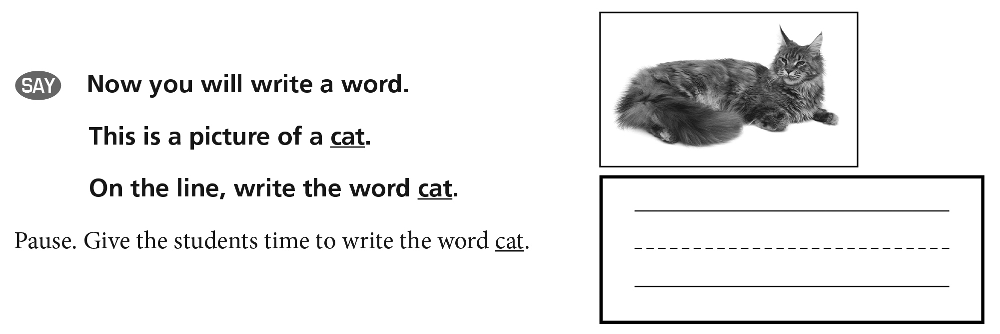 SAY Now you will write a word.
This is a picture of a cat.
On the line, write the word cat.
Pause. Give the students time to write the word cat.